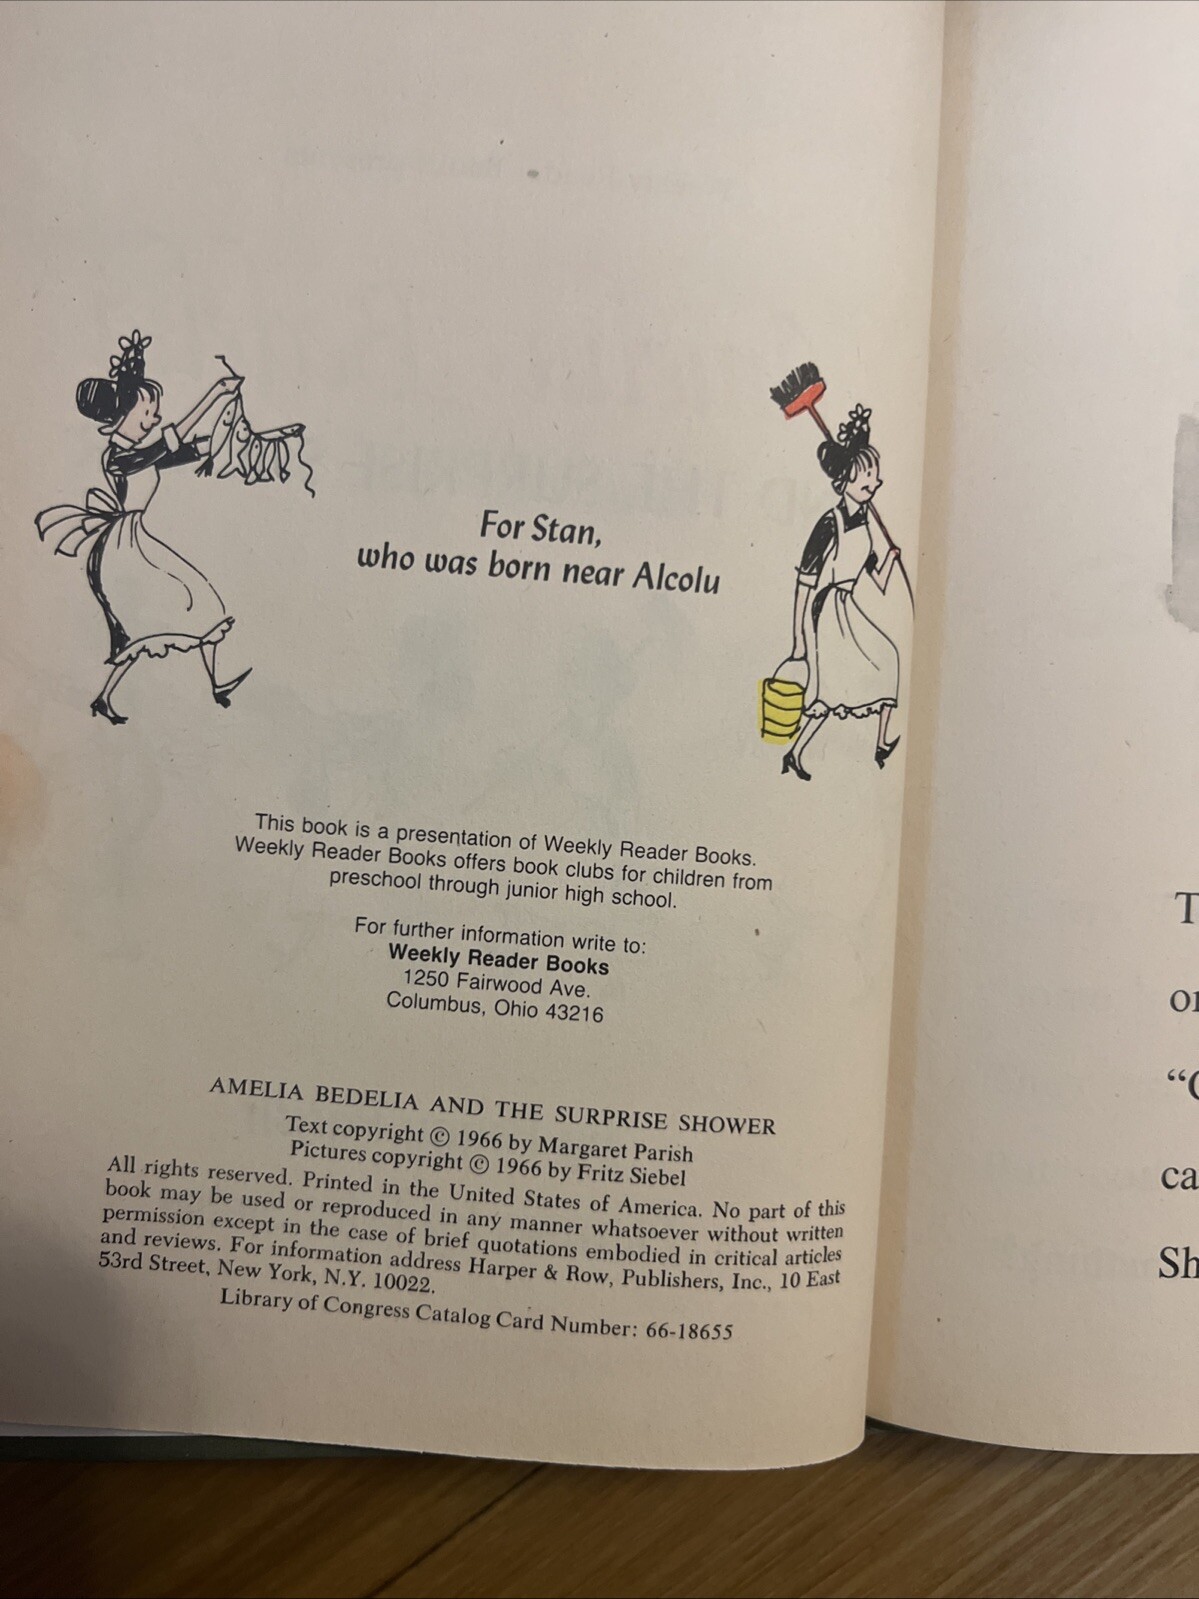 For Stan,
who was born near Alcolu
This book is a presentation of Weekly Reader Books.
Weekly Reader Books offers book clubs for children from
preschool through junior high school.
For further information write to:
Weekly Reader Books
1250 Fairwood Ave.
Columbus, Ohio 43216
AMELIA BEDELIA AND THE SURPRISE SHOWER
Text copyright © 1966 by Margaret Parish
Pictures copyright © 1966 by Fritz Siebel
All rights reserved. Printed in the United States of America. No part of this
book may be used or reproduced in any manner whatsoever without written
permission except in the case of brief quotations embodied in critical articles
and reviews. For information address Harper & Row, Publishers, Inc., 10 East
53rd Street, New York, N.Y. 10022.
Library of Congress Catalog Card Number: 66-18655